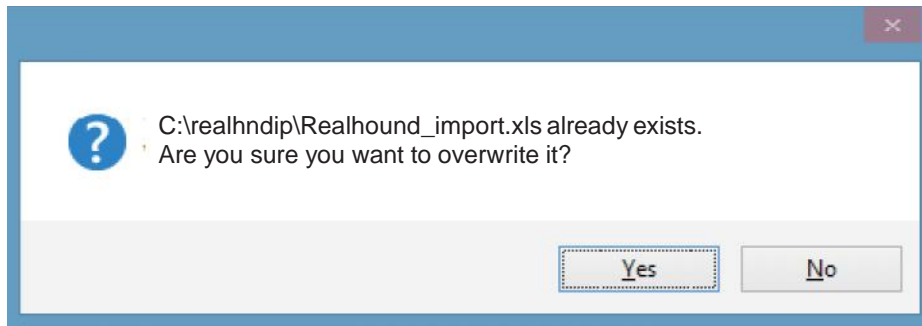 C:\realhndip\Realhound_import.xls already exists.
Are you sure you want to overwrite it?
Yes No